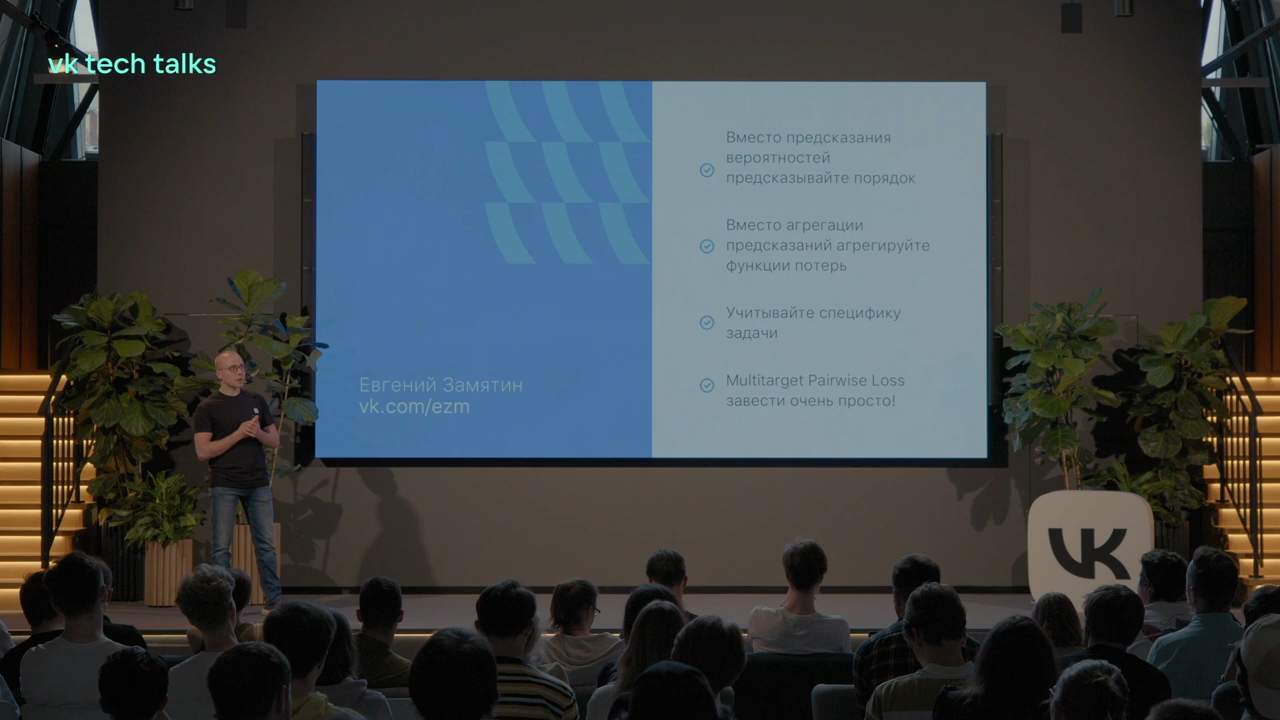 vk tech talks
Евгений Замятин
vk.com/ezm
Вместо предсказания
вероятностей
предсказывайте порядок
Вместо агрегации
предсказаний агрегируйте
функции потерь
Учитывайте специфику
задачи
Multitarget Pairwise Loss
завести очень просто!
VK